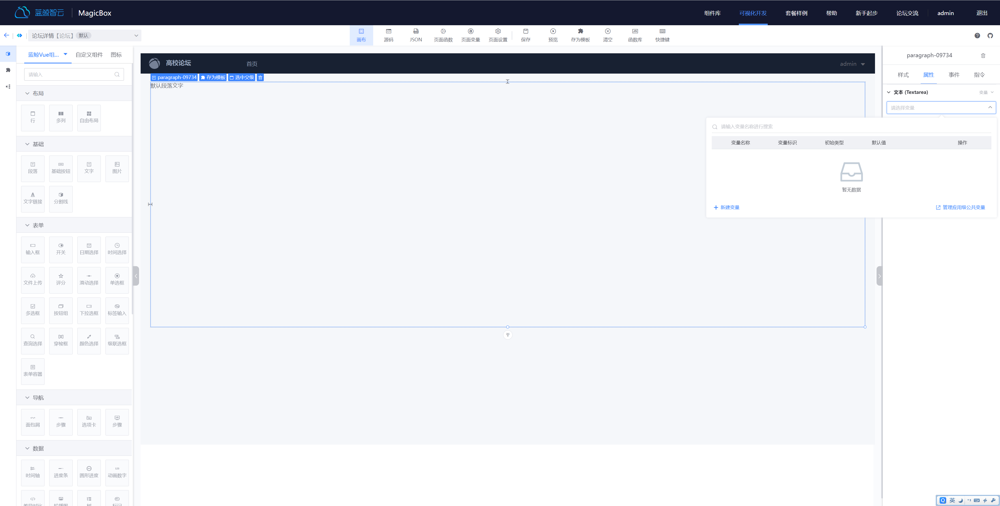 蓝鲸智云 MagicBox 组件库 可视化开发 套餐样例 帮助 新手起步 论坛交流 admin 退出
论坛详情【论坛】 默认 画布 源码 JSON 页面函数 页面变量 页面设置 保存 预览 存为模板 清空 函数库 快捷键
蓝鲸Vue组... 自定义组件 图标
请输入
布局
行 多列 自由布局
基础
段落 基础按钮 文字 图片
文字链接 分割线
表单
输入框 开关 日期选择 时间选择
文件上传 评分 滑动选择 单选框
多选框 按钮组 下拉选框 标签输入
查询选择 穿梭框 颜色选择 级联选框
表单容器
导航
面包屑 步骤 选项卡 步骤
数据
时间轴 进度条 圆形进度 动画数字
差异对比 轮播图 树 标记
高校论坛 首页 admin
paragraph-09734 存为模板 选中父级
默认段落文字
paragraph-09734
样式 属性 事件 指令
文本 (Textarea) 变量
请选择变量
请输入变量名称进行搜索
变量名称 变量标识 初始类型 默认值 操作
暂无数据
新建变量 管理应用级公共变量
英